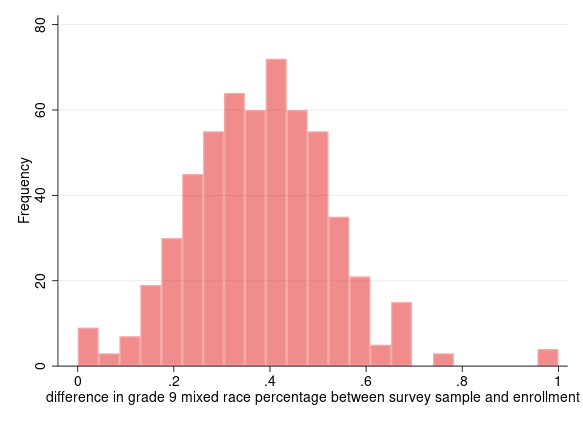 80
60
40
20
0
Frequency
0 .2 .4 .6 .8 1
difference in grade 9 mixed race percentage between survey sample and enrollment